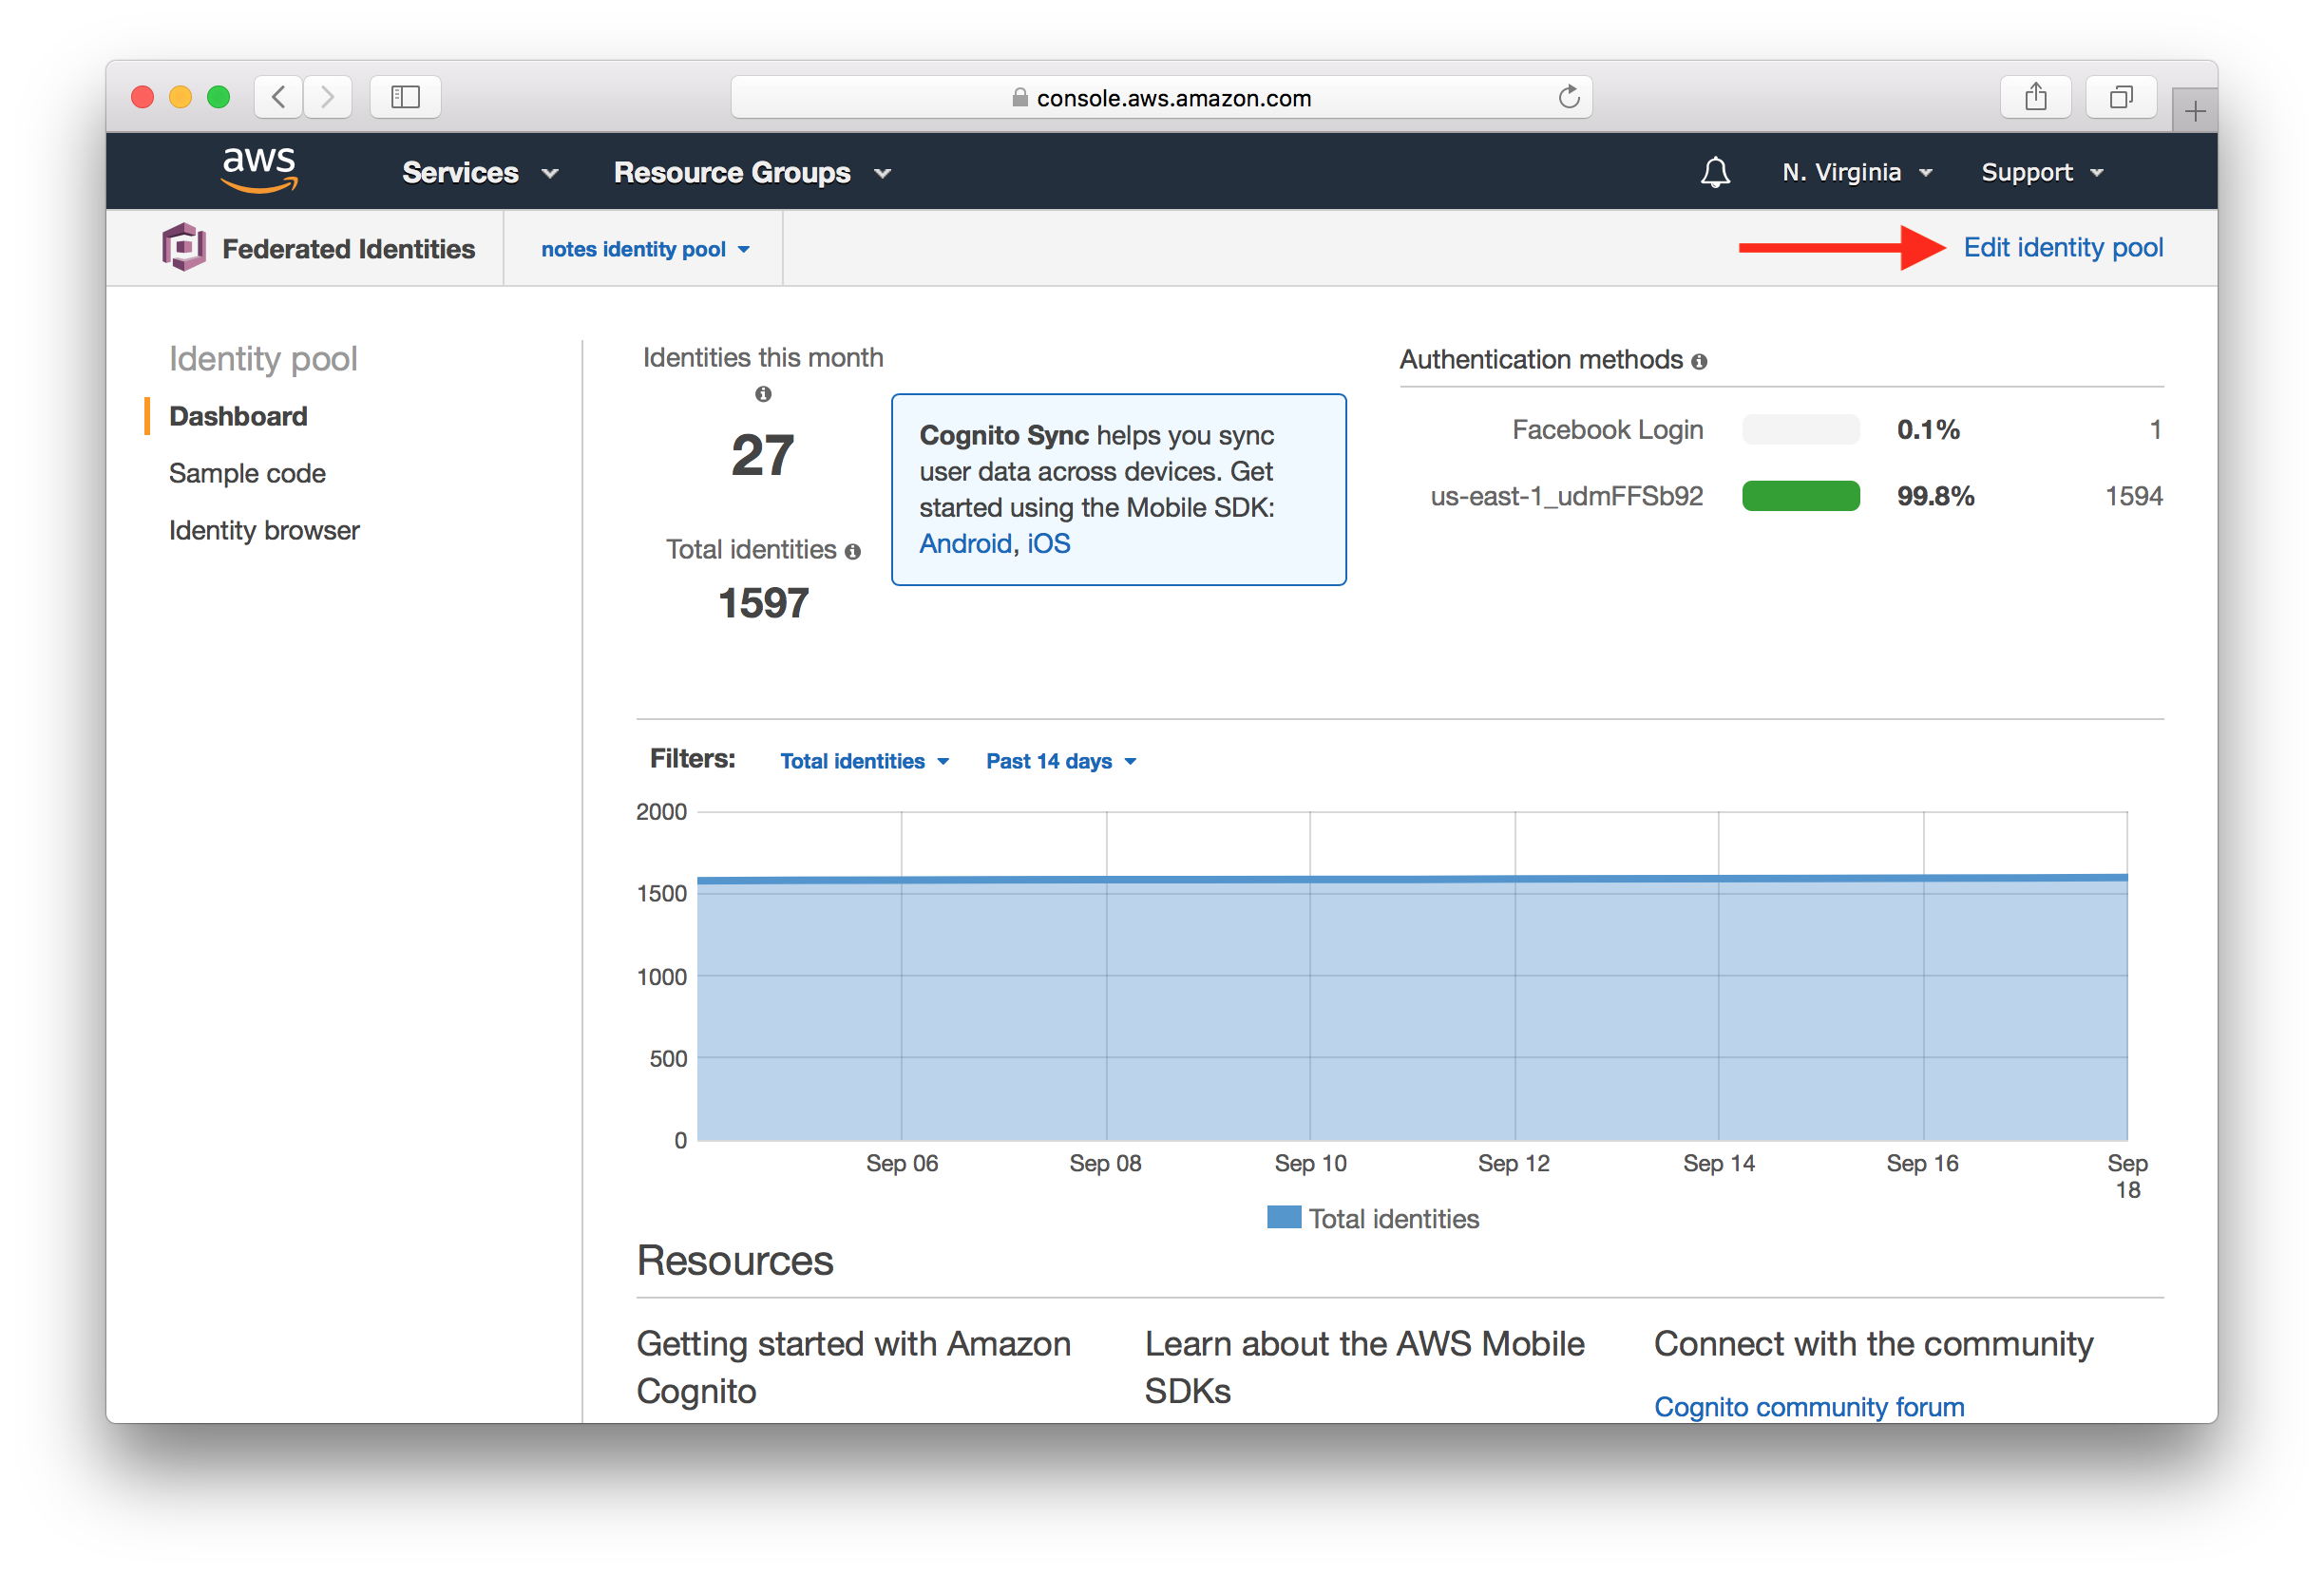 console.aws.amazon.com
aws
Services
Resource Groups
N. Virginia
Support
Federated Identities
notes identity pool
Edit identity pool
Identity pool
Dashboard
Sample code
Identity browser
Identities this month
27
Total identities
1597
Cognito Sync helps you sync
user data across devices. Get
started using the Mobile SDK:
Android, iOS
Authentication methods
Facebook Login 0.1% 1
us-east-1_udmFFSb92 99.8% 1594
Filters: Total identities Past 14 days
2000
1500
1000
500
0
Sep 06 Sep 08 Sep 10 Sep 12 Sep 14 Sep 16 Sep
18
Total identities
Resources
Getting started with Amazon
Cognito
Learn about the AWS Mobile
SDKs
Connect with the community
Cognito community forum